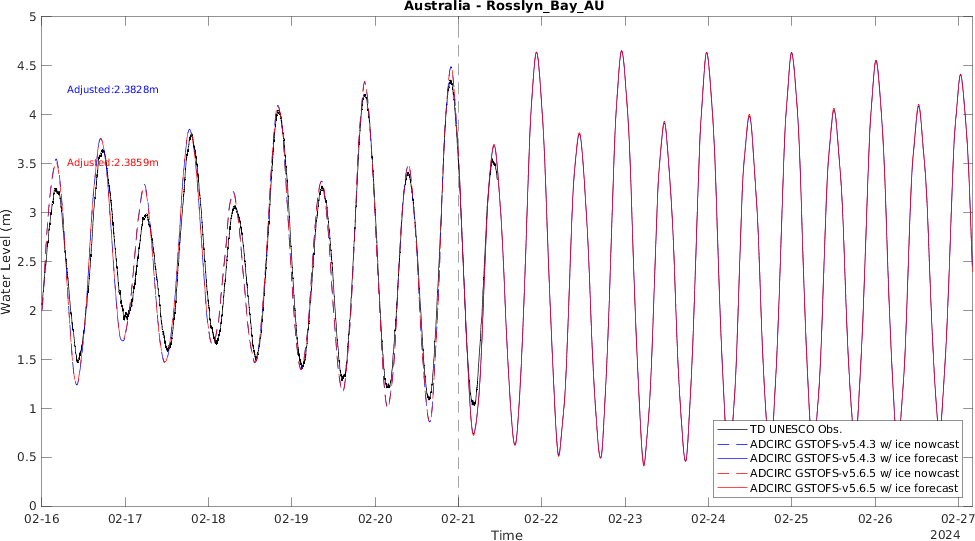 Australia - Rosslyn_Bay_AU
5
4.5
4
3.5
3
2.5
2
1.5
1
0.5
0
Water Level (m)
Adjusted:2.3828m
Adjusted:2.3859m
TD UNESCO Obs.
ADCIRC GSTOFS-v5.4.3 w/ ice nowcast
ADCIRC GSTOFS-v5.4.3 w/ ice forecast
ADCIRC GSTOFS-v5.6.5 w/ ice nowcast
ADCIRC GSTOFS-v5.6.5 w/ ice forecast
02-16 02-17 02-18 02-19 02-20 02-21 02-22 02-23 02-24 02-25 02-26 02-27
Time
2024